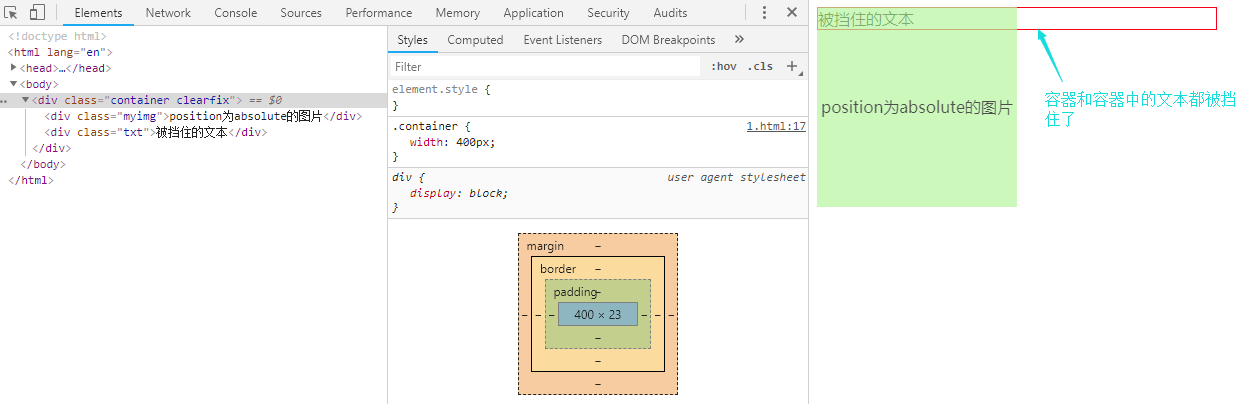 Elements Network Console Sources Performance Memory Application Security Audits
<!doctype html>
<html lang="en">
<head>…</head>
<body>
<div class="container clearfix"> == $0
<div class="myimg">position为absolute的图片</div>
<div class="txt">被挡住的文本</div>
</div>
</body>
</html>
Styles Computed Event Listeners DOM Breakpoints »
Filter :hov .cls +
element.style {
}
.container { 1.html:17
width: 400px;
}
div { user agent stylesheet
display: block;
}
margin –
border –
padding –
– – – 400 × 23 – – –
–
–
–
被挡住的文本
position为absolute的图片
容器和容器中的文本都被挡
住了